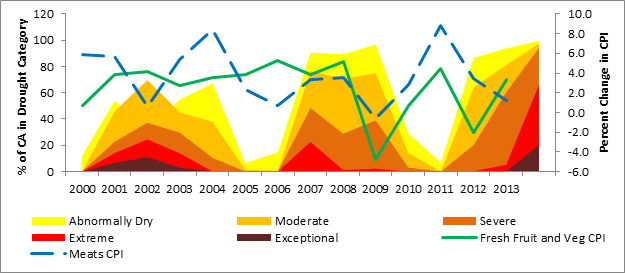 120 10.0
100 8.0
6.0
80 4.0
60 2.0
0.0
40 -2.0
20 -4.0
0 -6.0
% of CA in Drought Category
Percent Change in CPI
2000 2001 2002 2003 2004 2005 2006 2007 2008 2009 2010 2011 2012 2013
Abnormally Dry Moderate Severe
Extreme Exceptional Fresh Fruit and Veg CPI
Meats CPI